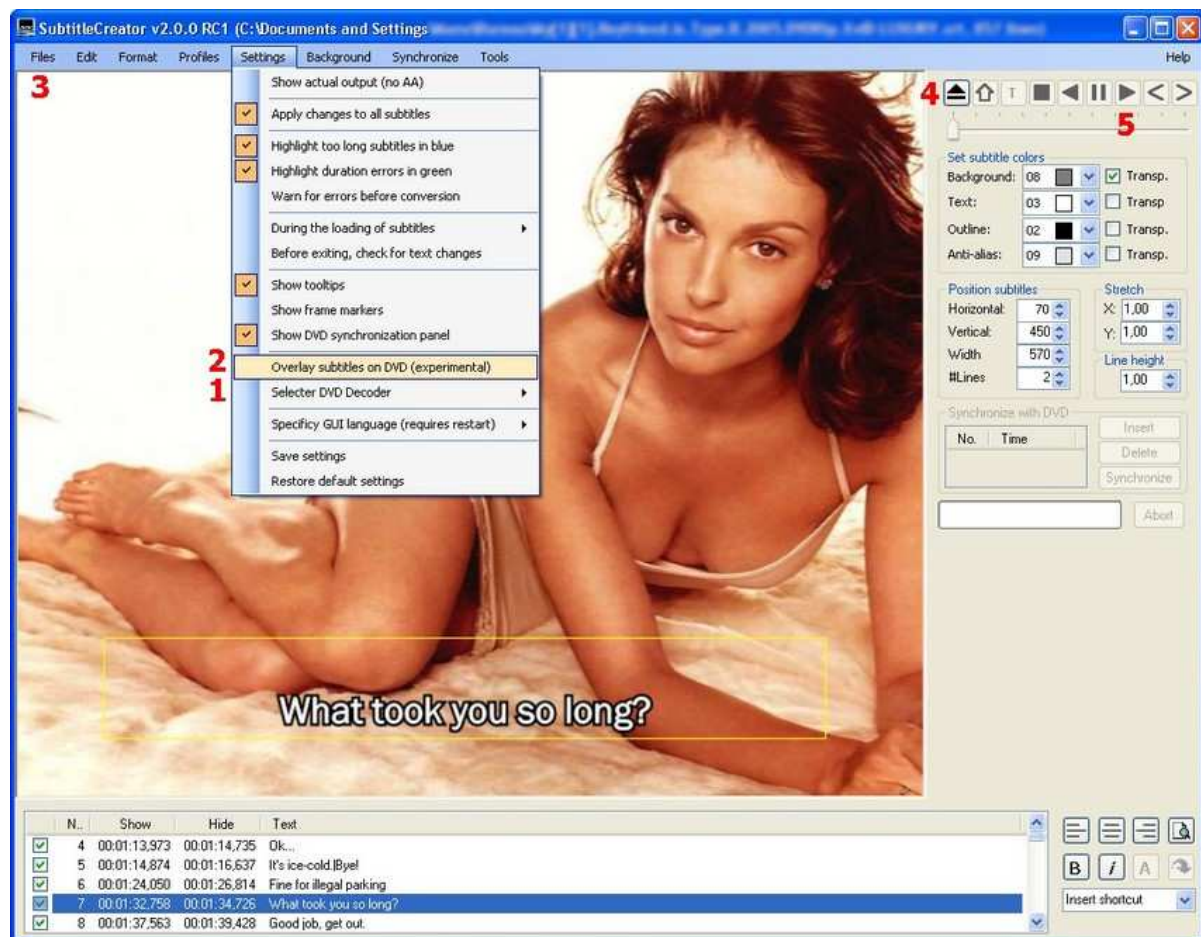 SubtitleCreator v2.0.0 RC1 (C:\Documents and Settings
Files Edit Format Profiles Settings Background Synchronize Tools Help
3
Show actual output (no AA)
Apply changes to all subtitles
Highlight too long subtitles in blue
Highlight duration errors in green
Warn for errors before conversion
During the loading of subtitles
Before exiting, check for text changes
Show tooltips
Show frame markers
Show DVD synchronization panel
2 Overlay subtitles on DVD (experimental)
1 Selecter DVD Decoder
Specificy GUI language (requires restart)
Save settings
Restore default settings
4
T
5
Set subtitle colors
Background: 08 Transp.
Text: 03 Transp
Outline: 02 Transp.
Anti-alias: 09 Transp.
Position subtitles
Horizontal: 70
Vertical: 450
Width 570
#Lines 2
Stretch
X: 1,00
Y: 1,00
Line height
1,00
Synchronize with DVD
No. Time
Insert
Delete
Synchronize
Abort
What took you so long?
N.. Show Hide Text
4 00:01:13,973 00:01:14,735 Ok...
5 00:01:14,874 00:01:16,637 It's ice-cold.|Bye!
6 00:01:24,050 00:01:26,814 Fine for illegal parking
7 00:01:32,758 00:01:34,726 What took you so long?
8 00:01:37,563 00:01:39,428 Good job, get out.
B i A
Insert shortcut